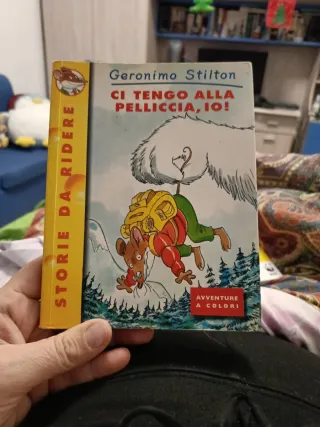 Geronimo Stilton
CI TENGO ALLA
PELLICCIA, IO!
STORIE DA RIDERE
AVVENTURE
A COLORI